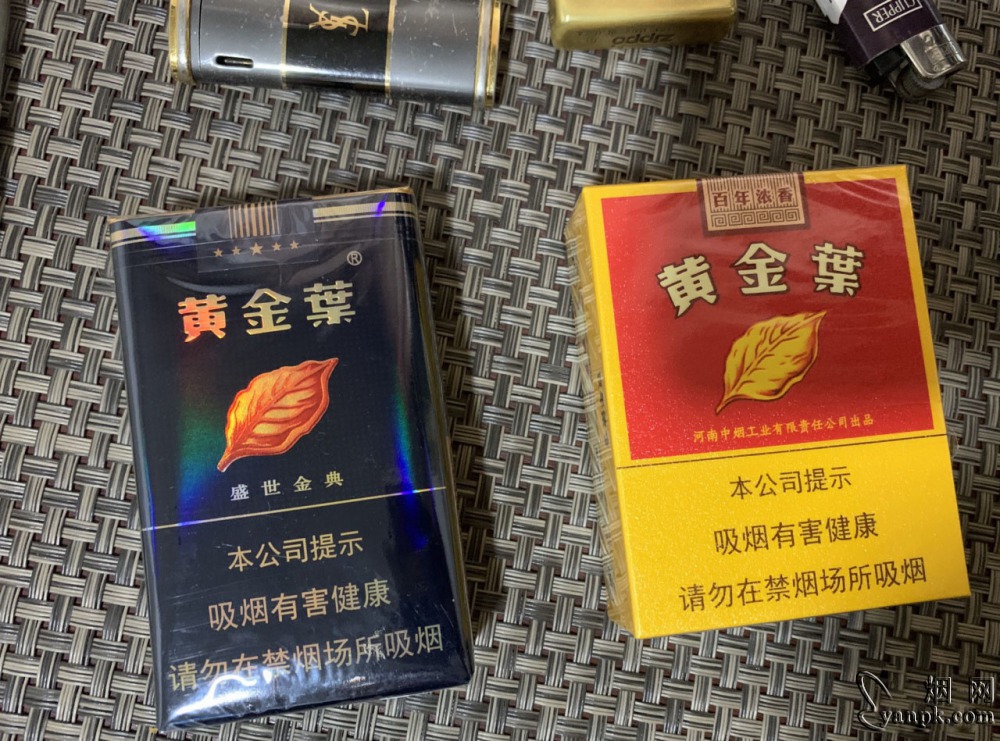 YSL
zippo
CLIPPER
®
黄金葉
盛世金典
本公司提示
吸烟有害健康
请勿在禁烟场所吸烟
百年浓香
黄金葉
河南中烟工业有限责任公司出品
本公司提示
吸烟有害健康
请勿在禁烟场所吸烟
烟网
yanpk.com